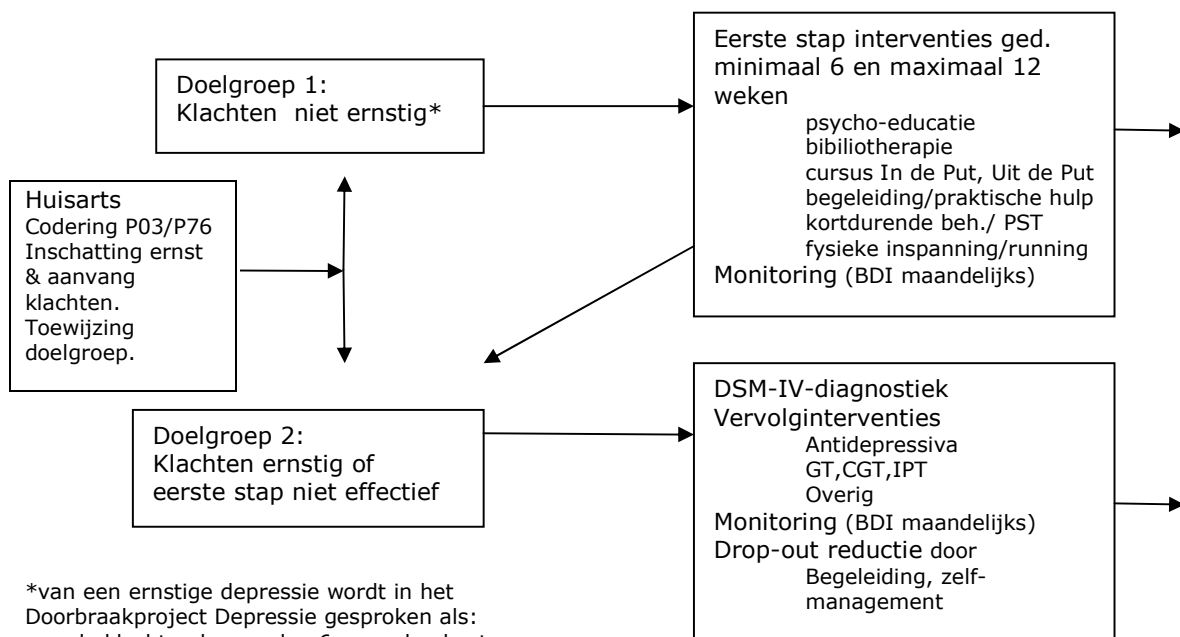 Huisarts
Codering P03/P76
Inschatting ernst
& aanvang
klachten.
Toewijzing
doelgroep.
Doelgroep 1:
Klachten niet ernstig*
Eerste stap interventies ged.
minimaal 6 en maximaal 12
weken
psycho-educatie
bibiliotherapie
cursus In de Put, Uit de Put
begeleiding/praktische hulp
kortdurende beh./ PST
fysieke inspanning/running
Monitoring (BDI maandelijks)
Doelgroep 2:
Klachten ernstig of
eerste stap niet effectief
DSM-IV-diagnostiek
Vervolginterventies
Antidepressiva
GT,CGT,IPT
Overig
Monitoring (BDI maandelijks)
Drop-out reductie door
Begeleiding, zelf-
management
*van een ernstige depressie wordt in het
Doorbraakproject Depressie gesproken als: